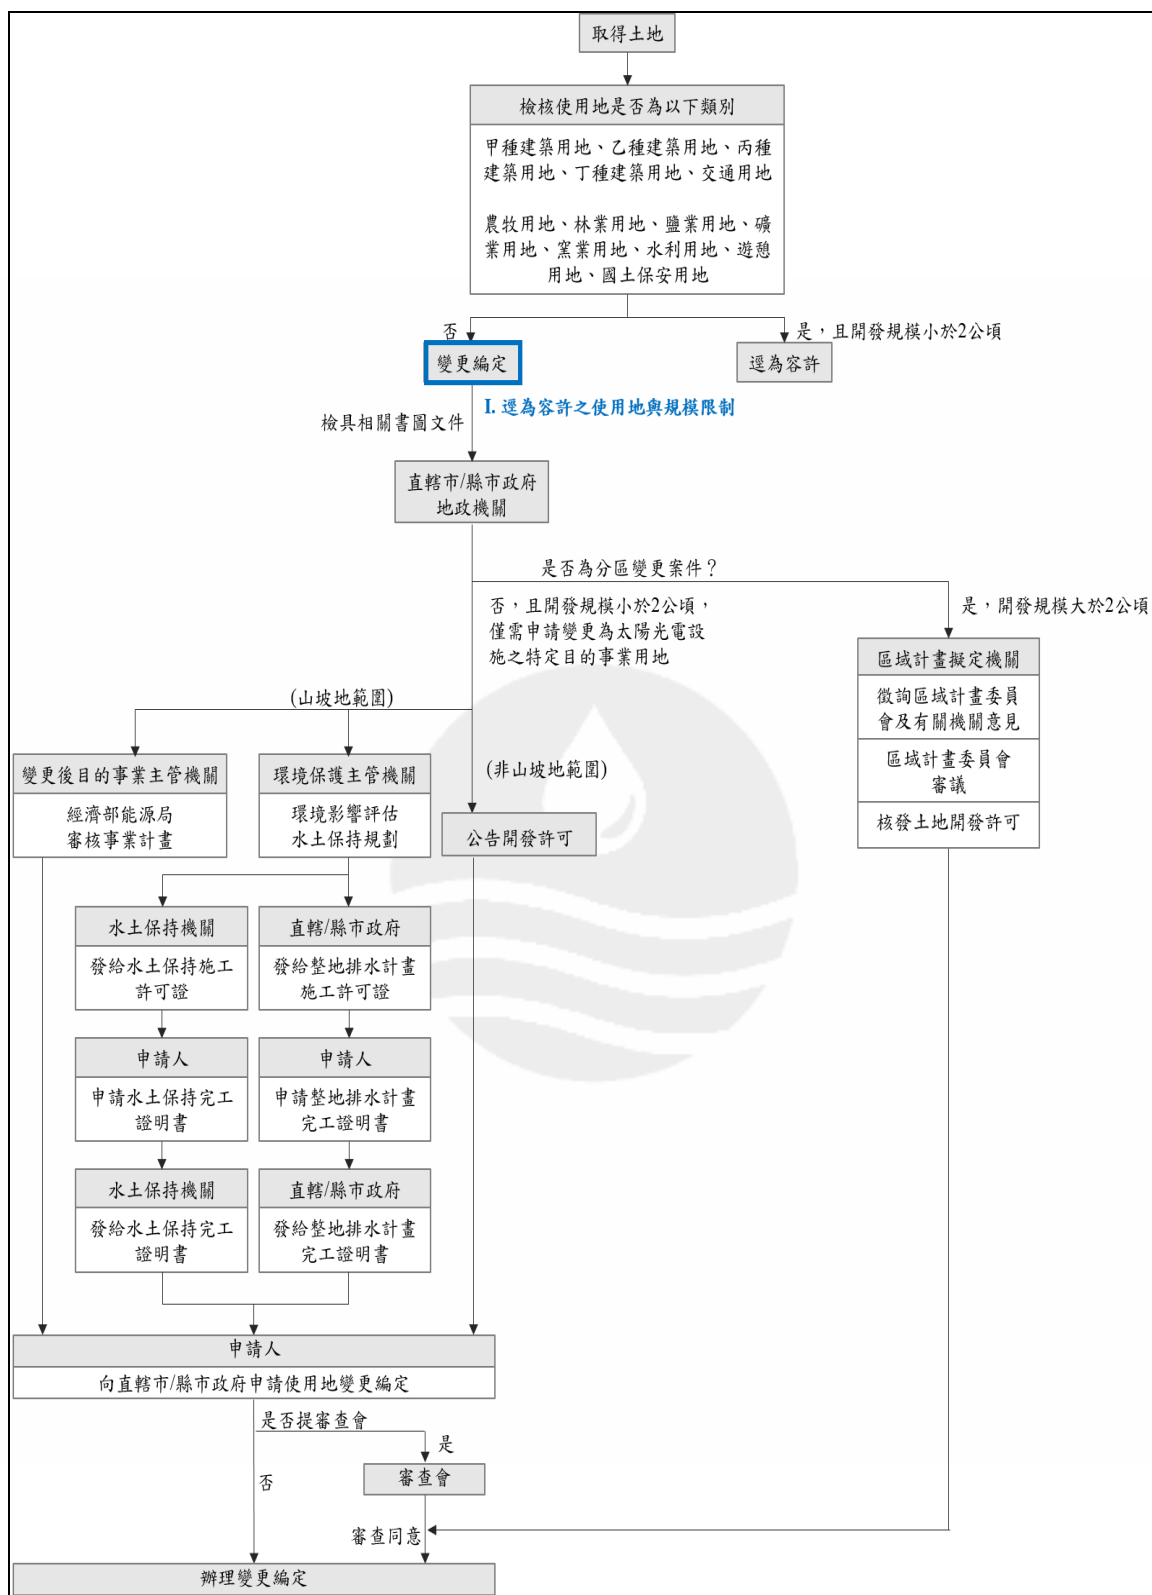 取得土地
檢核使用地是否為以下類別
甲種建築用地、乙種建築用地、丙種
建築用地、丁種建築用地、交通用地
農牧用地、林業用地、鹽業用地、礦
業用地、窯業用地、水利用地、遊憩
用地、國土保安用地
否
是，且開發規模小於2公頃
變更編定
逕為容許
I. 逕為容許之使用地與規模限制
檢具相關書圖文件
直轄市/縣市政府
地政機關
是否為分區變更案件？
否，且開發規模小於2公頃，
僅需申請變更為太陽光電設
施之特定目的事業用地
是，開發規模大於2公頃
區域計畫擬定機關
徵詢區域計畫委員
會及有關機關意見
區域計畫委員會
審議
核發土地開發許可
(山坡地範圍)
(非山坡地範圍)
變更後目的事業主管機關
經濟部能源局
審核事業計畫
環境保護主管機關
環境影響評估
水土保持規劃
公告開發許可
水土保持機關
發給水土保持施工
許可證
直轄/縣市政府
發給整地排水計畫
施工許可證
申請人
申請水土保持完工
證明書
申請人
申請整地排水計畫
完工證明書
水土保持機關
發給水土保持完工
證明書
直轄/縣市政府
發給整地排水計畫
完工證明書
申請人
向直轄市/縣市政府申請使用地變更編定
是否提審查會
是
否
審查會
審查同意
辦理變更編定